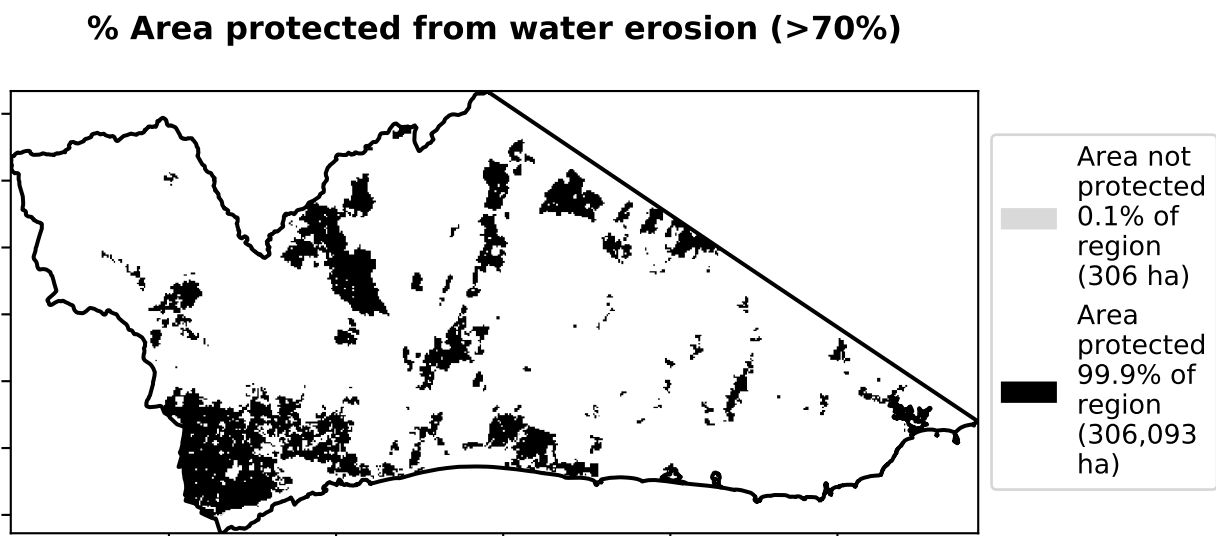 % Area protected from water erosion (>70%)
Area not
protected
0.1% of
region
(306 ha)
Area
protected
99.9% of
region
(306,093
ha)